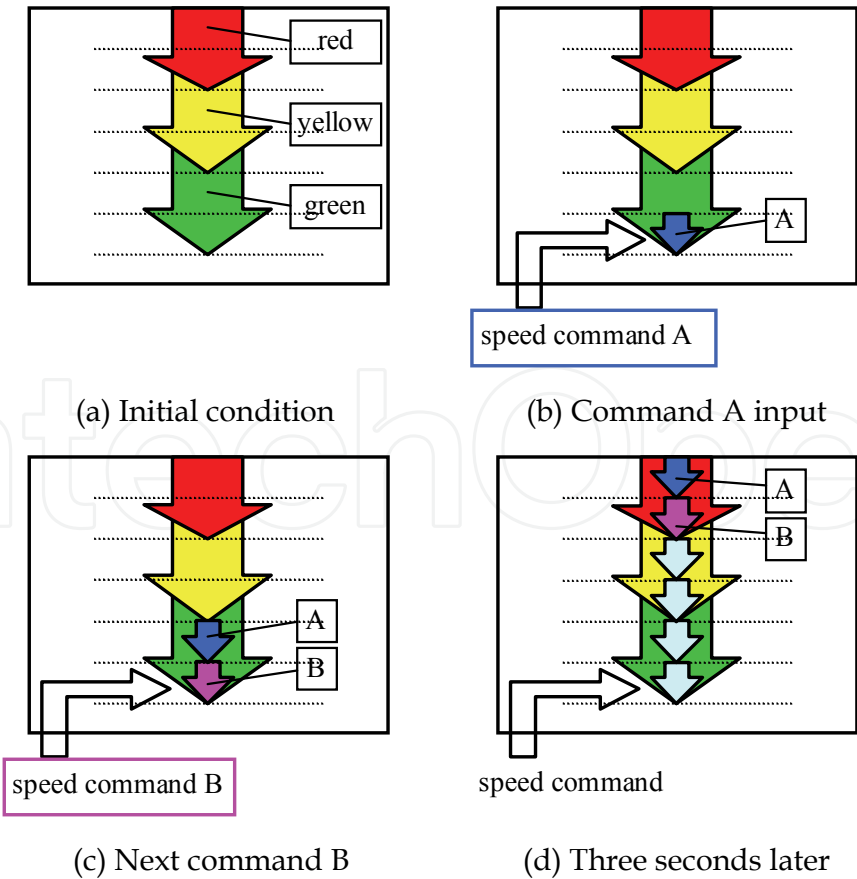 red
yellow
green
(a) Initial condition
A
speed command A
(b) Command A input
A
B
speed command B
(c) Next command B
A
B
speed command
(d) Three seconds later